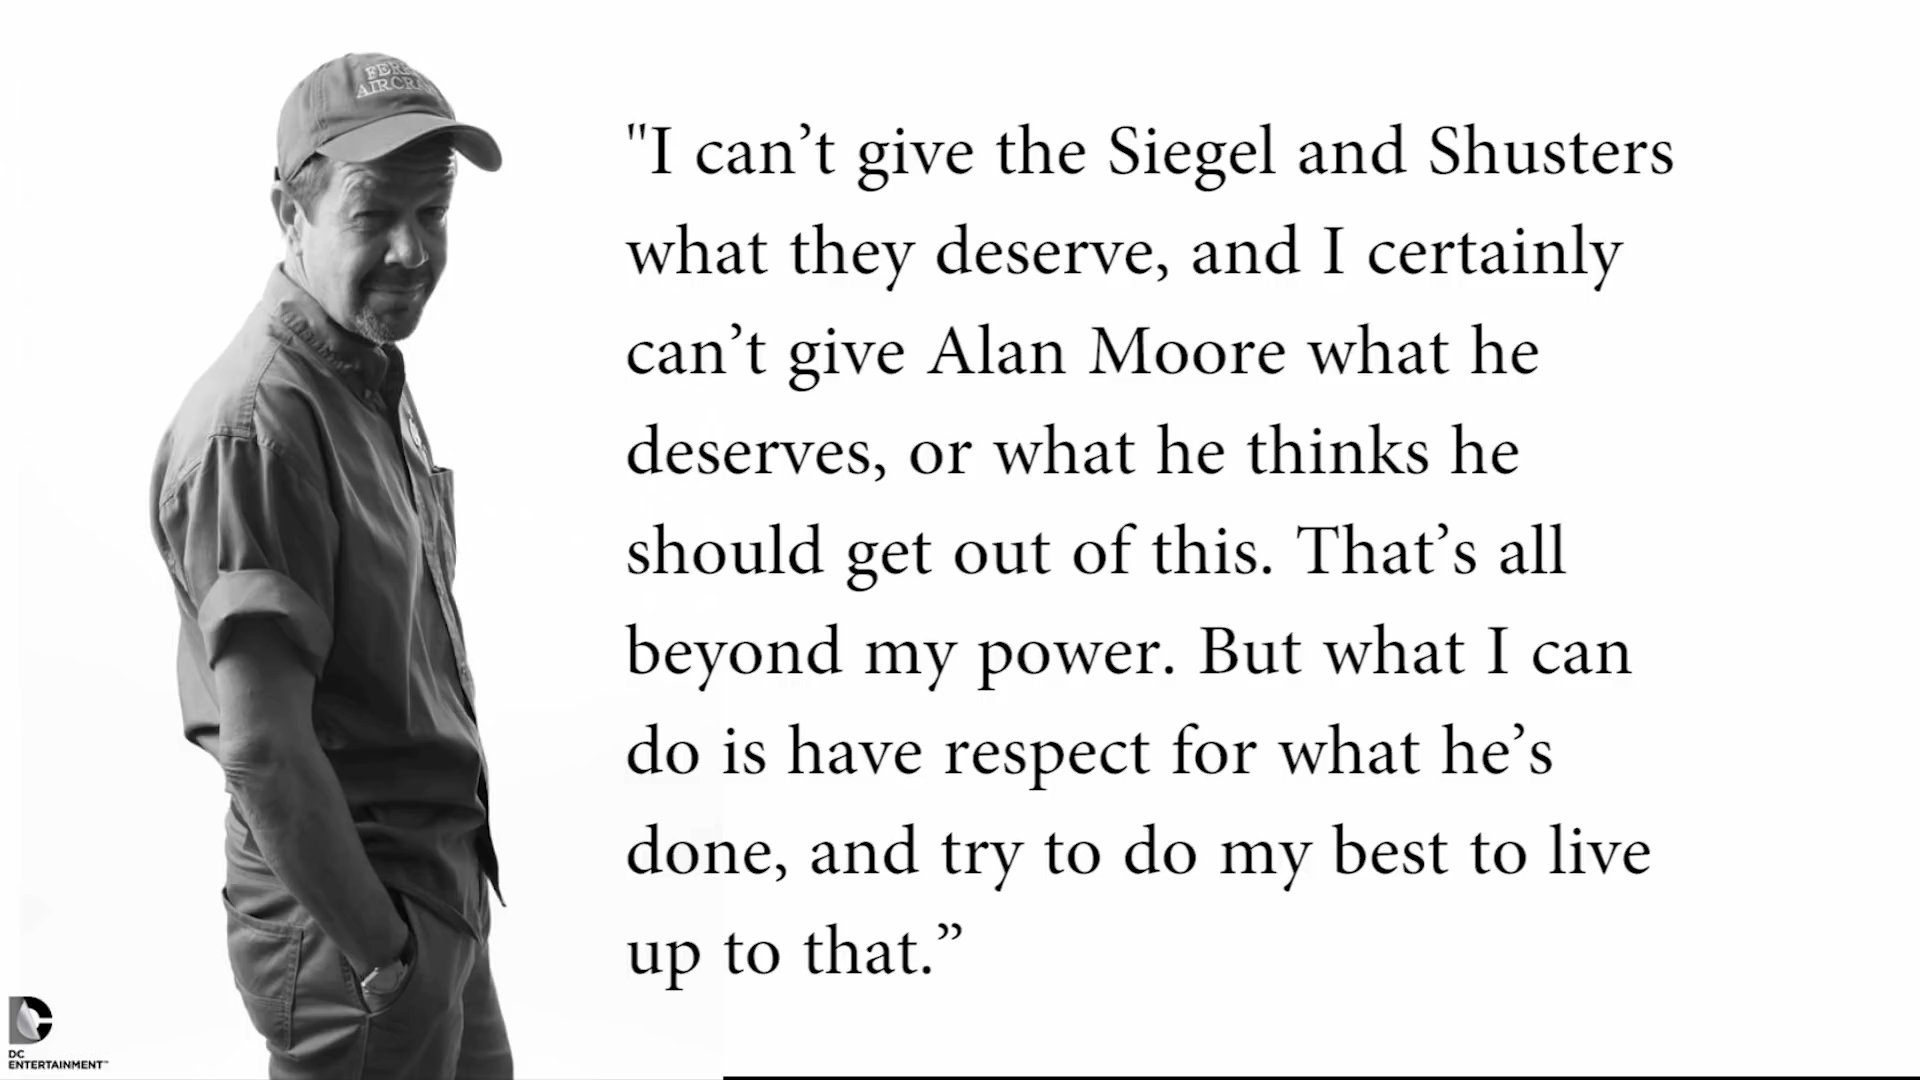 "I can’t give the Siegel and Shusters
what they deserve, and I certainly
can’t give Alan Moore what he
deserves, or what he thinks he
should get out of this. That’s all
beyond my power. But what I can
do is have respect for what he’s
done, and try to do my best to live
up to that.”
DC
ENTERTAINMENT™